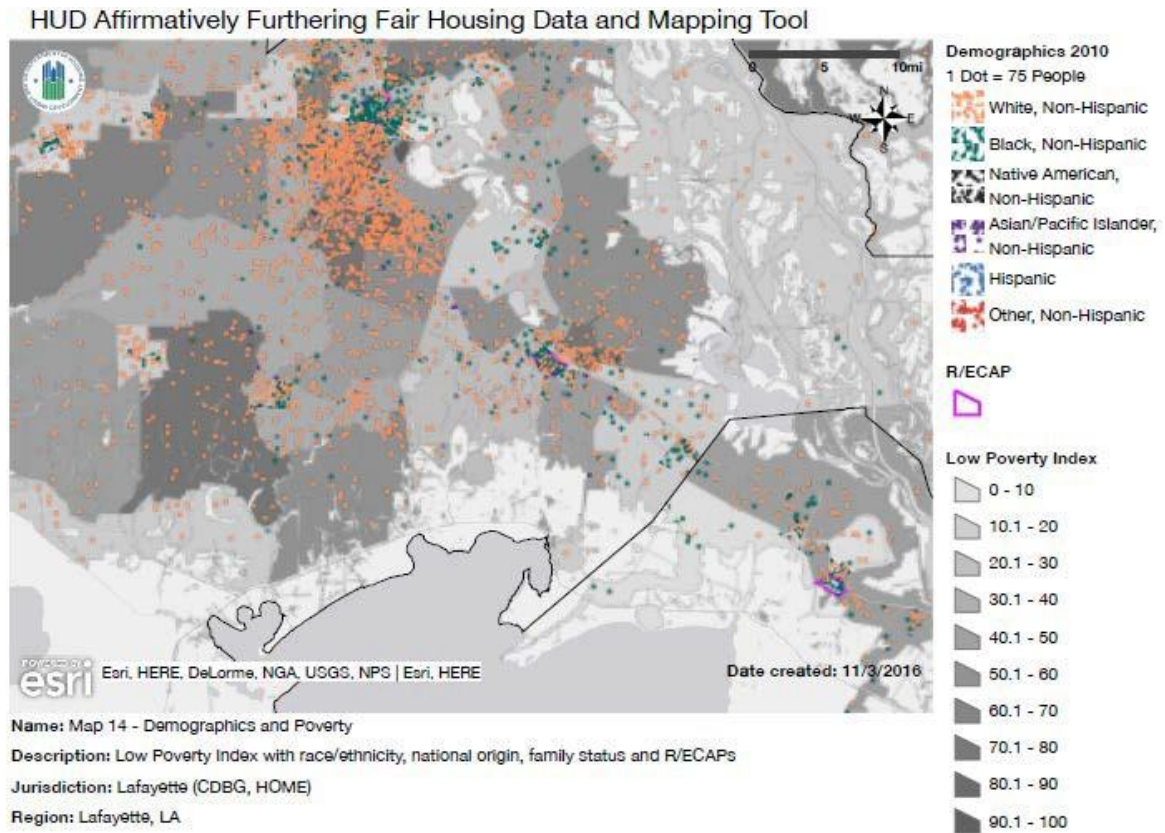 HUD Affirmatively Furthering Fair Housing Data and Mapping Tool
0 5 10mi
N
W E
S
Demographics 2010
1 Dot = 75 People
White, Non-Hispanic
Black, Non-Hispanic
Native American,
Non-Hispanic
Asian/Pacific Islander,
Non-Hispanic
Hispanic
Other, Non-Hispanic
R/ECAP
Low Poverty Index
0 - 10
10.1 - 20
20.1 - 30
30.1 - 40
40.1 - 50
50.1 - 60
60.1 - 70
70.1 - 80
80.1 - 90
90.1 - 100
POWERED BY
esri
Esri, HERE, DeLorme, NGA, USGS, NPS | Esri, HERE
Date created: 11/3/2016
Name: Map 14 - Demographics and Poverty
Description: Low Poverty Index with race/ethnicity, national origin, family status and R/ECAPs
Jurisdiction: Lafayette (CDBG, HOME)
Region: Lafayette, LA